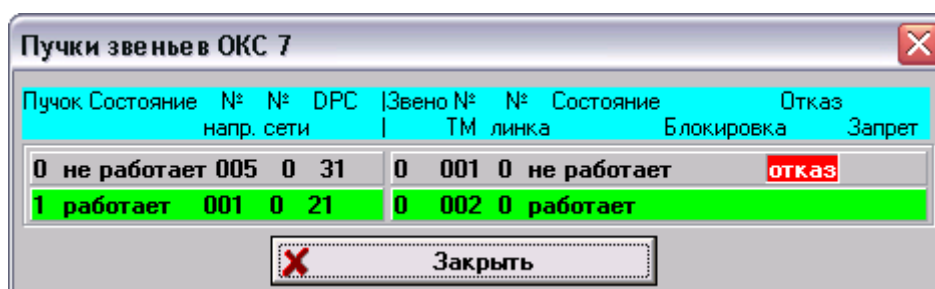 Пучки звеньев ОКС 7
Пучок Состояние № № DPC |Звено № № Состояние Отказ
напр. сети | ТМ линка Блокировка Запрет
0 не работает 005 0 31 0 001 0 не работает отказ
1 работает 001 0 21 0 002 0 работает
Закрыть